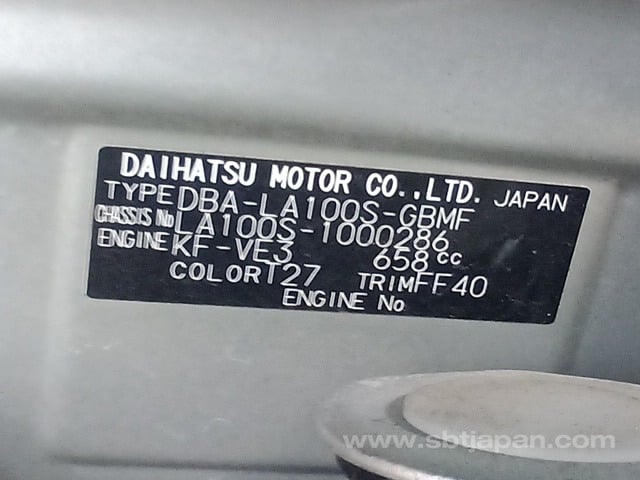 DAIHATSU MOTOR CO.,LTD. JAPAN
TYPE DBA-LA100S-GBMF
CHASSIS No LA100S-1000286
ENGINE KF-VE3 658cc
COLOR T27 TRIM FF40
ENGINE No
www.sbtjapan.com